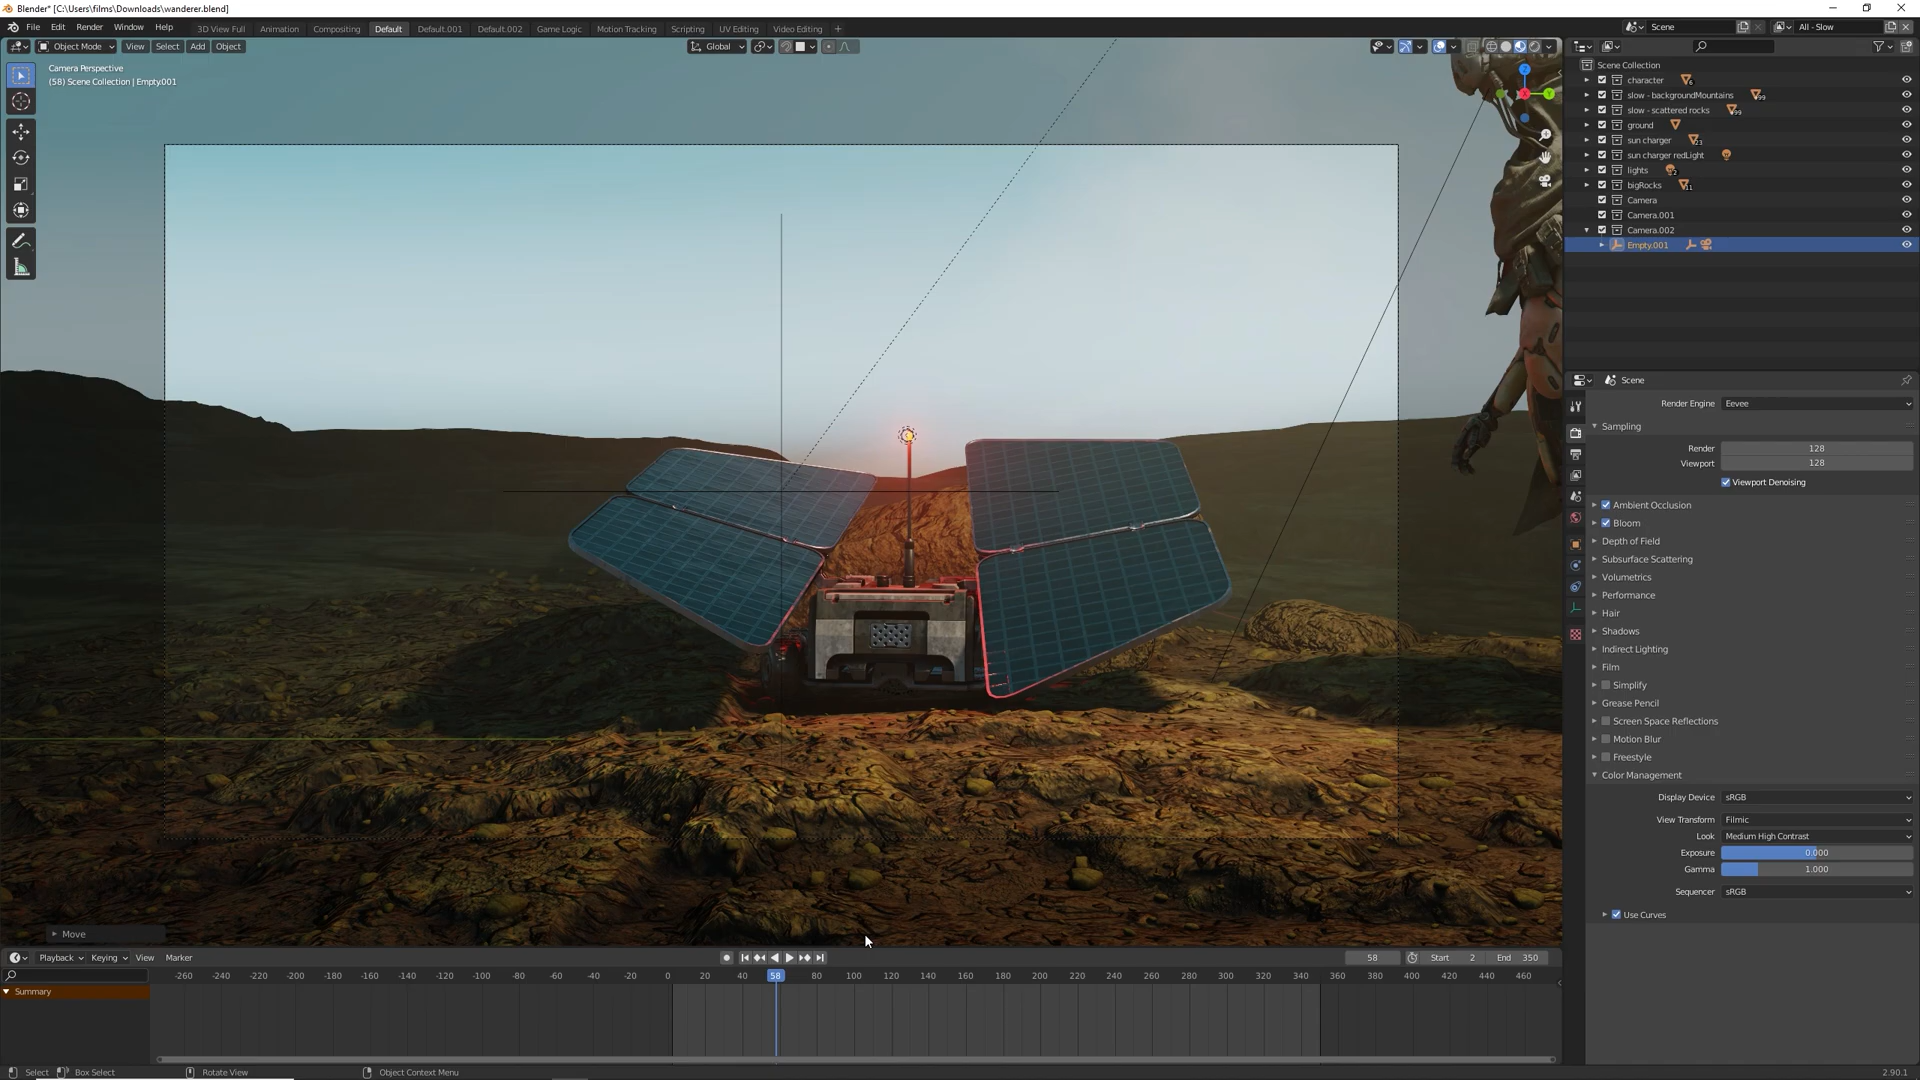 Blender* [C:\Users\films\Downloads\wanderer.blend]
File Edit Render Window Help
3D View Full Animation Compositing Default Default.001 Default.002 Game Logic Motion Tracking Scripting UV Editing Video Editing +
Scene
All - Slow
Object Mode View Select Add Object
Global
Camera Perspective
(58) Scene Collection | Empty.001
Z
Y
X
Scene Collection
character
slow - backgroundMountains 99
slow - scattered rocks 99
ground
sun charger 23
sun charger redLight
lights 2
bigRocks 11
Camera
Camera.001
Camera.002
Empty.001
Scene
Render Engine Eevee
Sampling
Render 128
Viewport 128
Viewport Denoising
Ambient Occlusion
Bloom
Depth of Field
Subsurface Scattering
Volumetrics
Performance
Hair
Shadows
Indirect Lighting
Film
Simplify
Grease Pencil
Screen Space Reflections
Motion Blur
Freestyle
Color Management
Display Device sRGB
View Transform Filmic
Look Medium High Contrast
Exposure 0.000
Gamma 1.000
Sequencer sRGB
Use Curves
Move
Playback Keying View Marker
58 Start 2 End 350
-260 -240 -220 -200 -180 -160 -140 -120 -100 -80 -60 -40 -20 0 20 40 58 80 100 120 140 160 180 200 220 240 260 280 300 320 340 360 380 400 420 440 460
Summary
Select Box Select Rotate View Object Context Menu 2.90.1